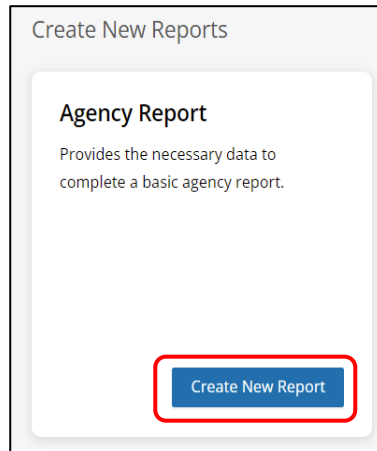 Create New Reports
Agency Report
Provides the necessary data to
complete a basic agency report.
Create New Report